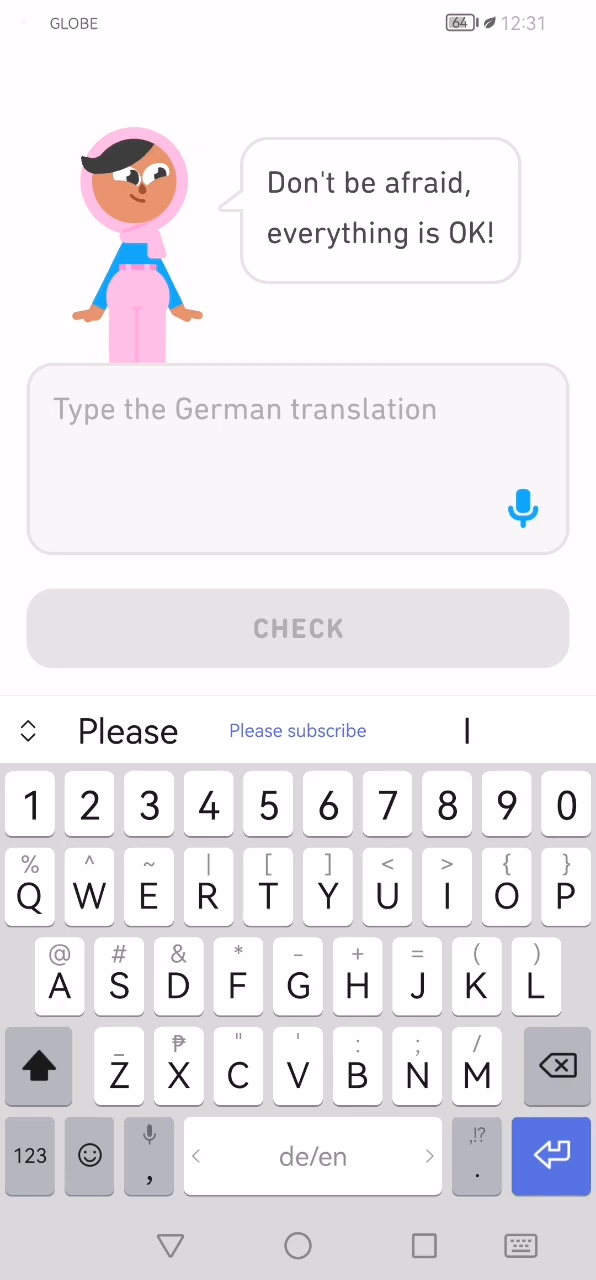 GLOBE 64 12:31
Don't be afraid,
everything is OK!
Type the German translation
CHECK
Please Please subscribe I
1 2 3 4 5 6 7 8 9 0
% ^ ~ | [ ] < > { }
Q W E R T Y U I O P
@ # & * - + = ( )
A S D F G H J K L
_ ₱ " ' : ; /
Z X C V B N M
,!?
123 , < de/en > .